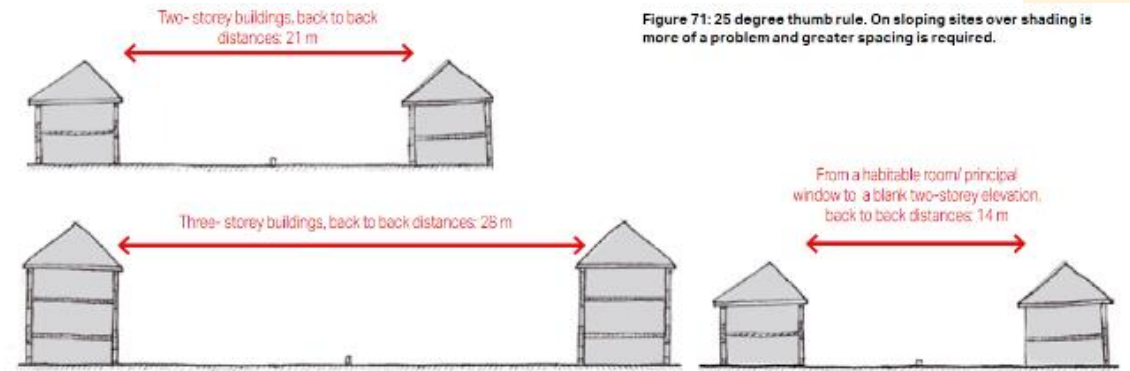 Two- storey buildings, back to back
distances: 21 m
Figure 71: 25 degree thumb rule. On sloping sites over shading is
more of a problem and greater spacing is required.
From a habitable room/ principal
window to a blank two-storey elevation,
back to back distances: 14 m
Three- storey buildings, back to back distances: 28 m